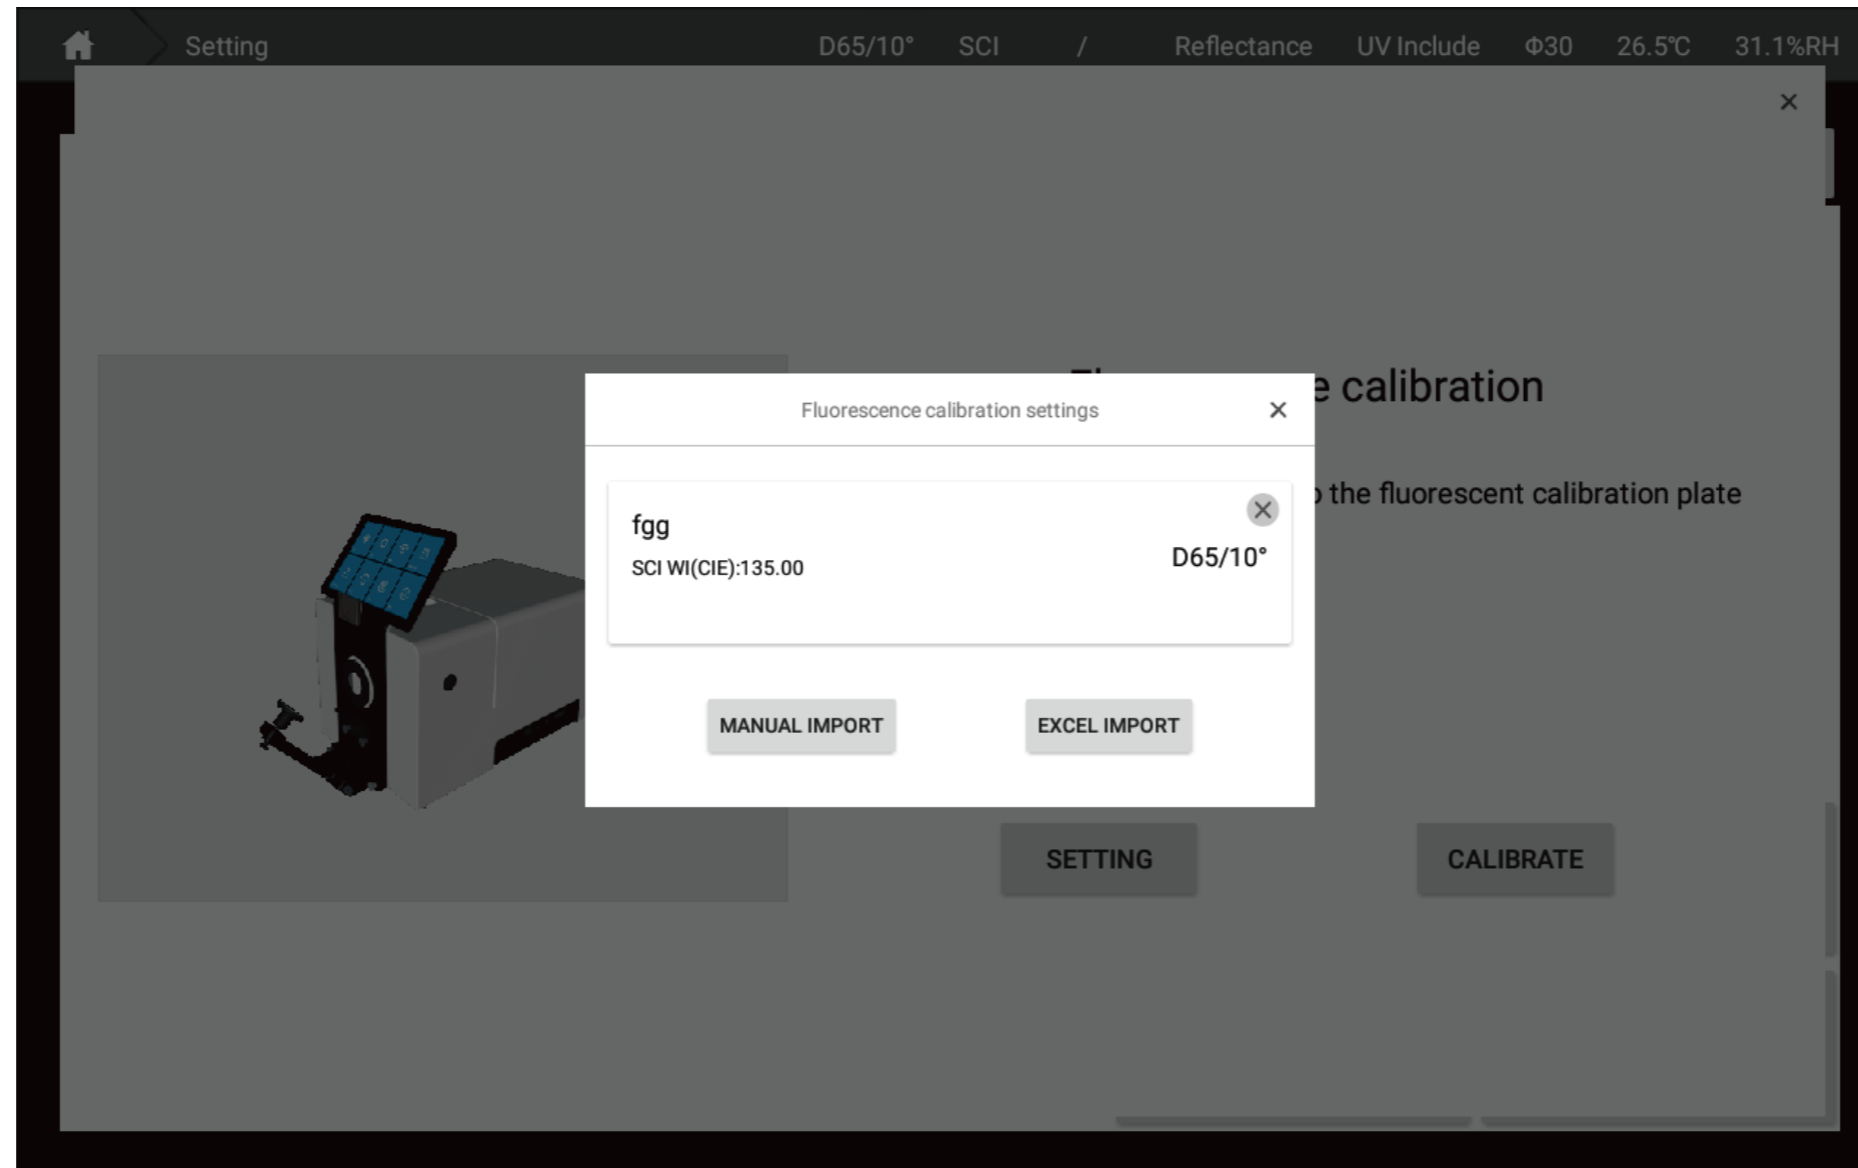 Setting D65/10° SCI / Reflectance UV Include Φ30 26.5℃ 31.1%RH
calibration
Fluorescence calibration settings
the fluorescent calibration plate
fgg
D65/10°
SCI WI(CIE):135.00
MANUAL IMPORT EXCEL IMPORT
SETTING CALIBRATE